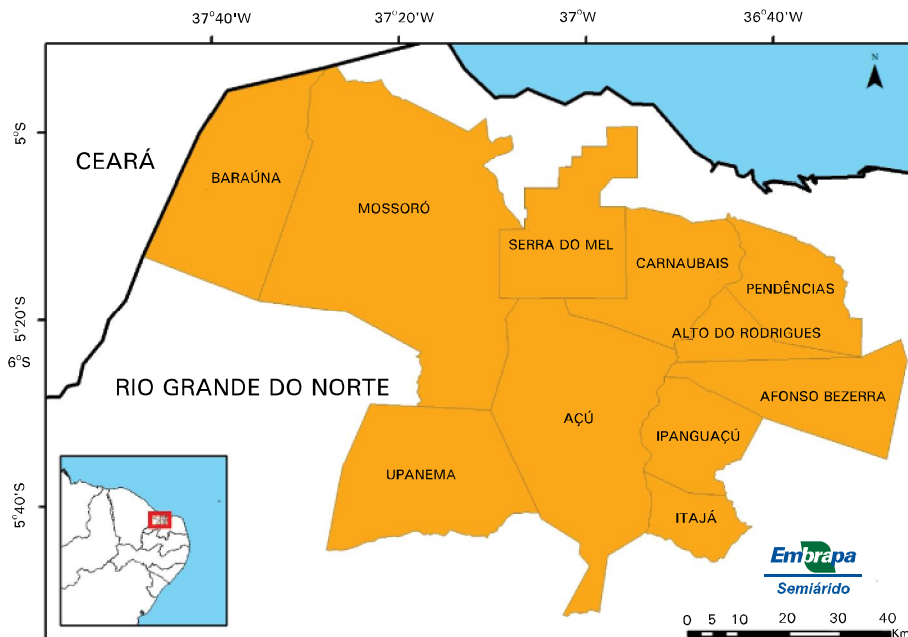 37°40'W
37°20'W
37°W
36°40'W
N
5°S
CEARÁ
BARAÚNA
MOSSORÓ
SERRA DO MEL
CARNAUBAIS
PENDÊNCIAS
5°20'S
ALTO DO RODRIGUES
6°S
RIO GRANDE DO NORTE
AFONSO BEZERRA
AÇÚ
IPANGUAÇÚ
UPANEMA
5°40'S
ITAJÁ
Embrapa
Semiárido
0 5 10 20 30 40
Km